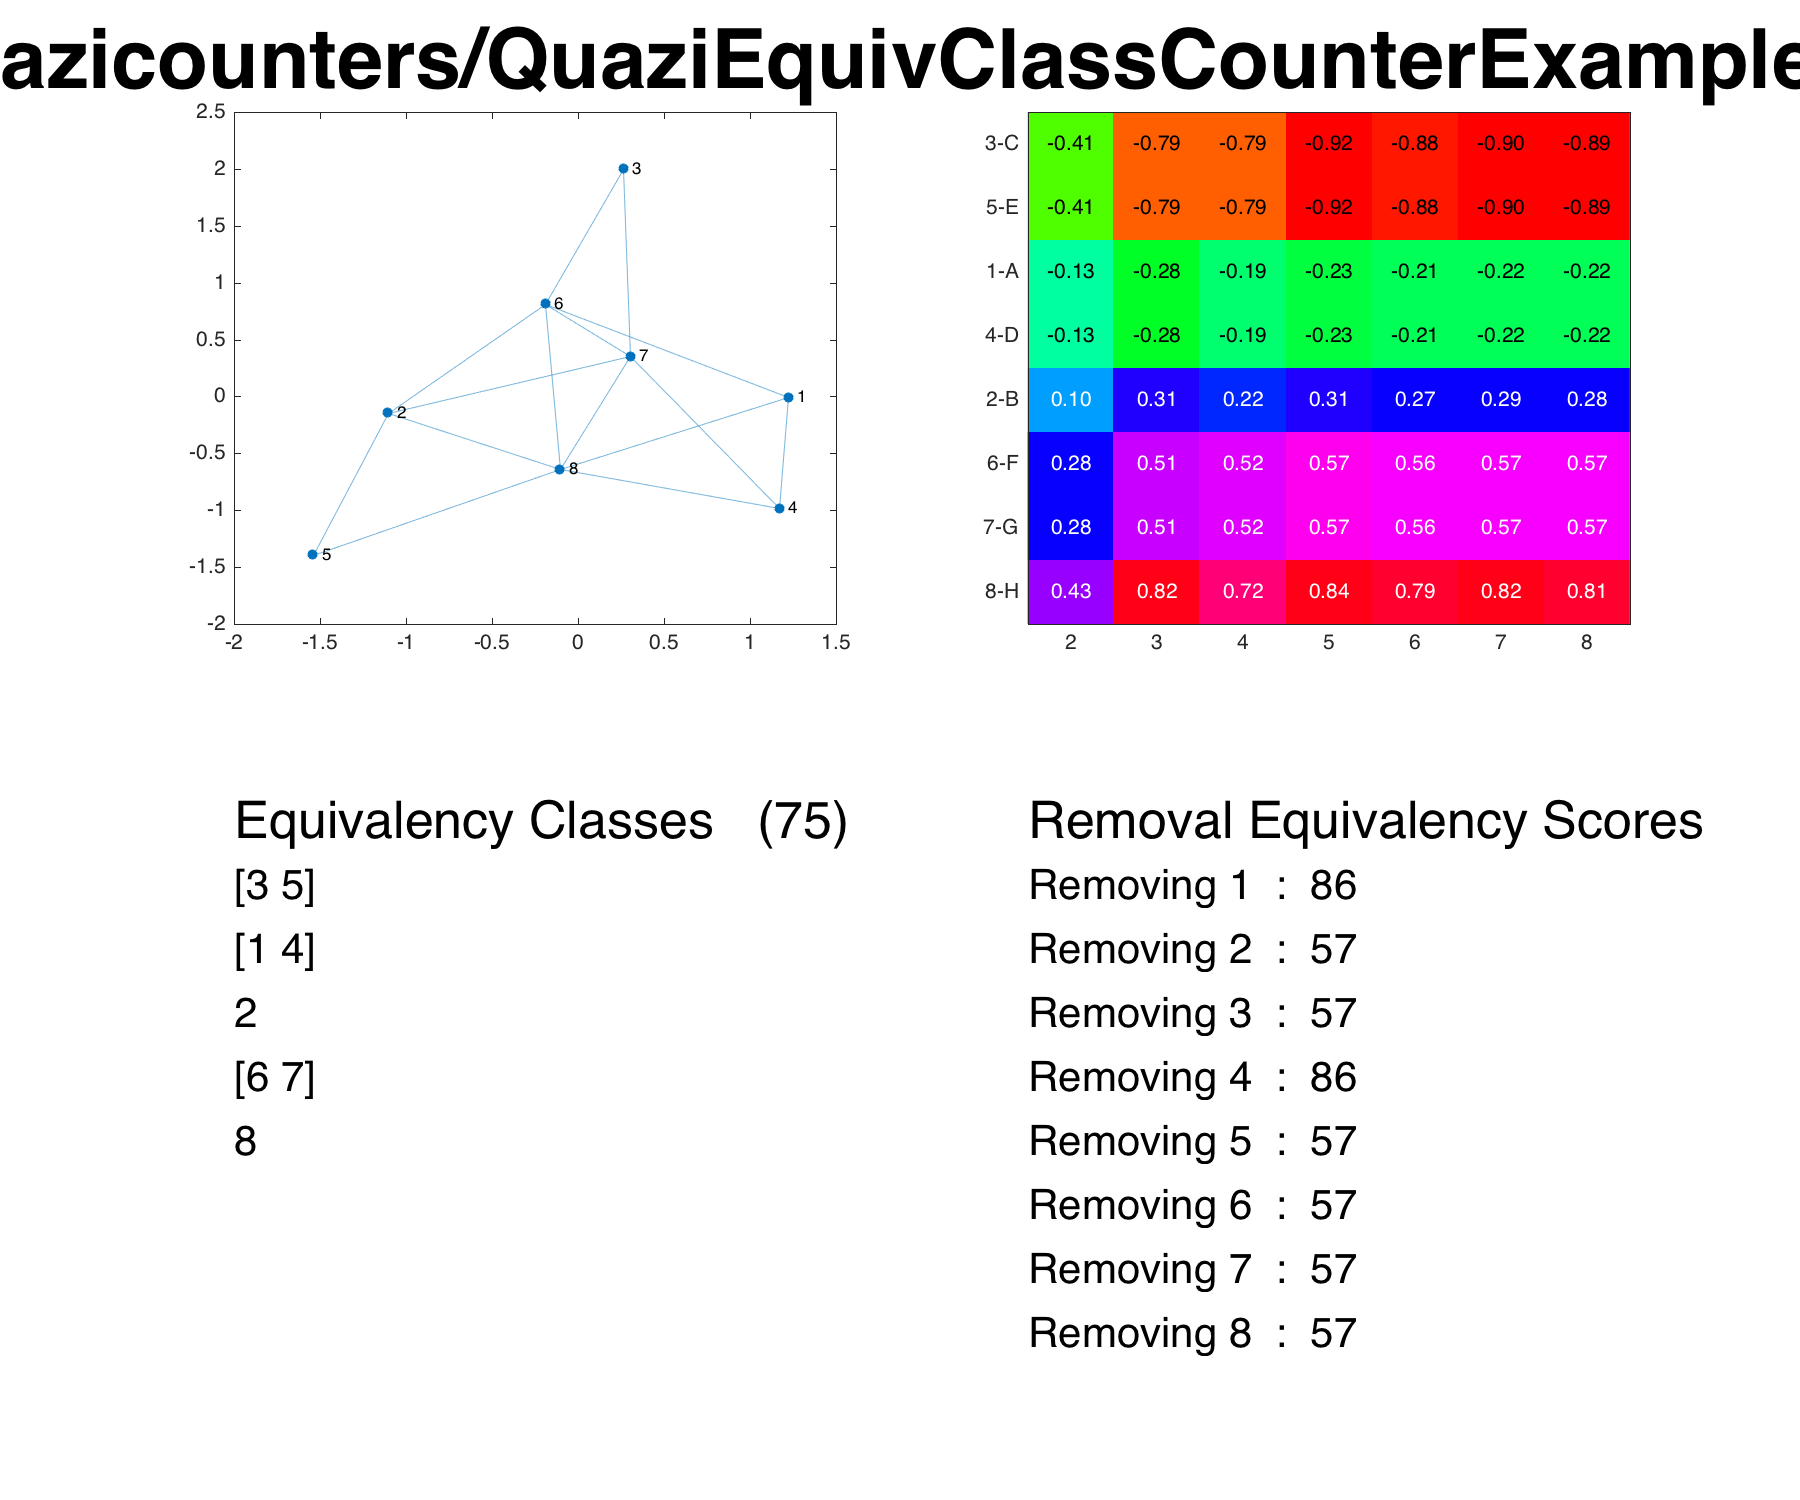 azicounters/QuaziEquivClassCounterExample
2.5
2
1.5
1
0.5
0
-0.5
-1
-1.5
-2
-2 -1.5 -1 -0.5 0 0.5 1 1.5
3
6
7
1
2
8
4
5
3-C -0.41 -0.79 -0.79 -0.92 -0.88 -0.90 -0.89
5-E -0.41 -0.79 -0.79 -0.92 -0.88 -0.90 -0.89
1-A -0.13 -0.28 -0.19 -0.23 -0.21 -0.22 -0.22
4-D -0.13 -0.28 -0.19 -0.23 -0.21 -0.22 -0.22
2-B 0.10 0.31 0.22 0.31 0.27 0.29 0.28
6-F 0.28 0.51 0.52 0.57 0.56 0.57 0.57
7-G 0.28 0.51 0.52 0.57 0.56 0.57 0.57
8-H 0.43 0.82 0.72 0.84 0.79 0.82 0.81
2 3 4 5 6 7 8
Equivalency Classes (75)
[3 5]
[1 4]
2
[6 7]
8
Removal Equivalency Scores
Removing 1 : 86
Removing 2 : 57
Removing 3 : 57
Removing 4 : 86
Removing 5 : 57
Removing 6 : 57
Removing 7 : 57
Removing 8 : 57